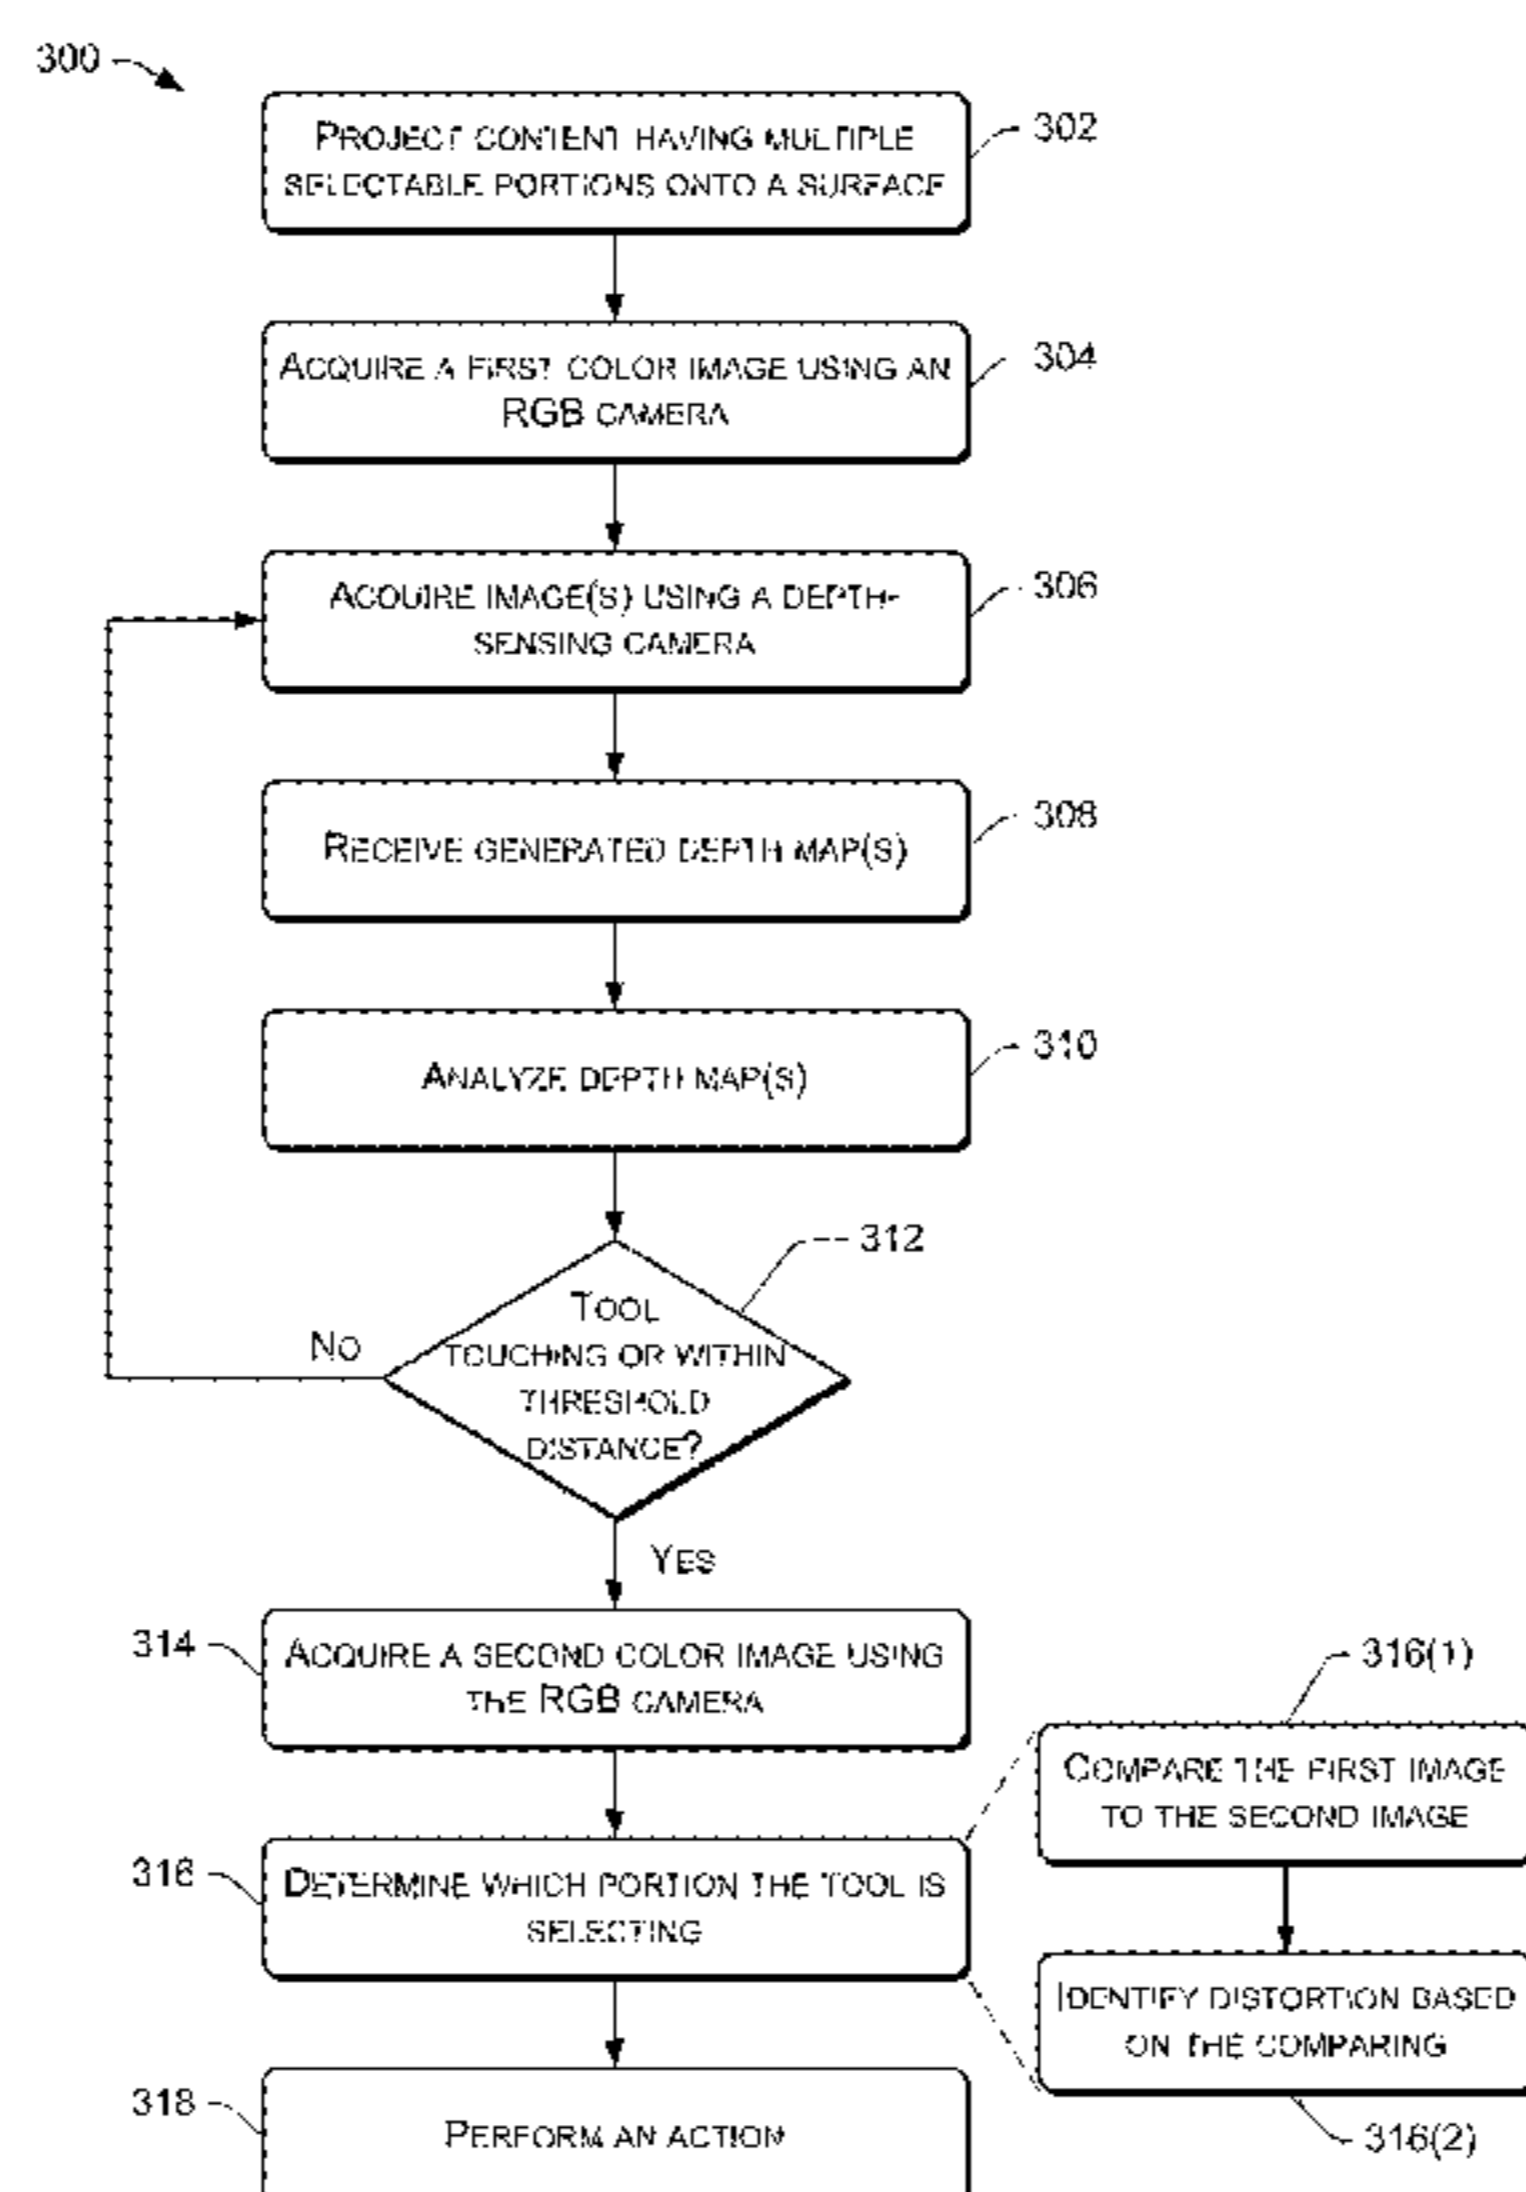 300
PROJECT CONTENT HAVING MULTIPLE
SELECTABLE PORTIONS ONTO A SURFACE
302
ACQUIRE A FIRST COLOR IMAGE USING AN
RGB CAMERA
304
ACQUIRE IMAGE(S) USING A DEPTH-
SENSING CAMERA
306
RECEIVE GENERATED DEPTH MAP(S)
308
ANALYZE DEPTH MAP(S)
310
312
TOOL
TOUCHING OR WITHIN
THRESHOLD
DISTANCE?
NO
YES
314
ACQUIRE A SECOND COLOR IMAGE USING
THE RGB CAMERA
316
DETERMINE WHICH PORTION THE TOOL IS
SELECTING
316(1)
COMPARE THE FIRST IMAGE
TO THE SECOND IMAGE
IDENTIFY DISTORTION BASED
ON THE COMPARING
316(2)
318
PERFORM AN ACTION